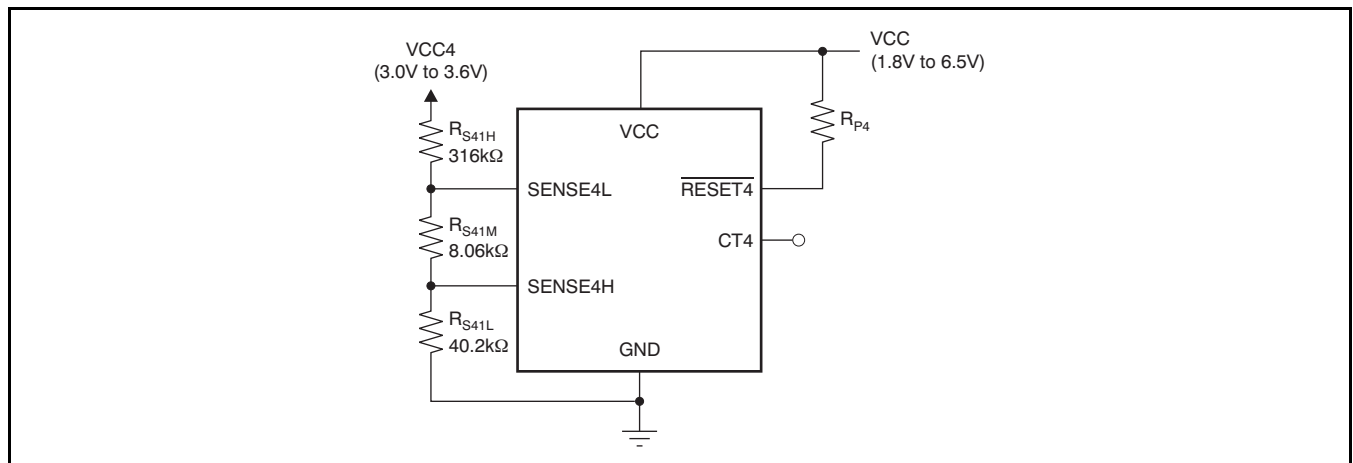 VCC4
(3.0V to 3.6V)
VCC
(1.8V to 6.5V)
RS41H
316kΩ
VCC
RP4
SENSE4L
RESET4
RS41M
8.06kΩ
CT4
SENSE4H
RS41L
40.2kΩ
GND